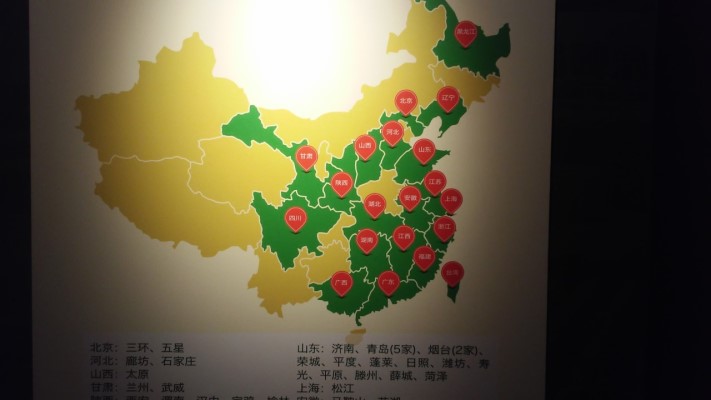 黑龙江
辽宁
北京
河北
山西
山东
甘肃
陕西
江苏
安徽
上海
湖北
四川
浙江
江西
湖南
福建
台湾
广西
广东
北京：三环、五星
河北：廊坊、石家庄
山西：太原
甘肃：兰州、武威
山东：济南、青岛(5家)、烟台(2家)、
荣城、平度、蓬莱、日照、潍坊、寿
光、平原、滕州、薛城、菏泽
上海：松江